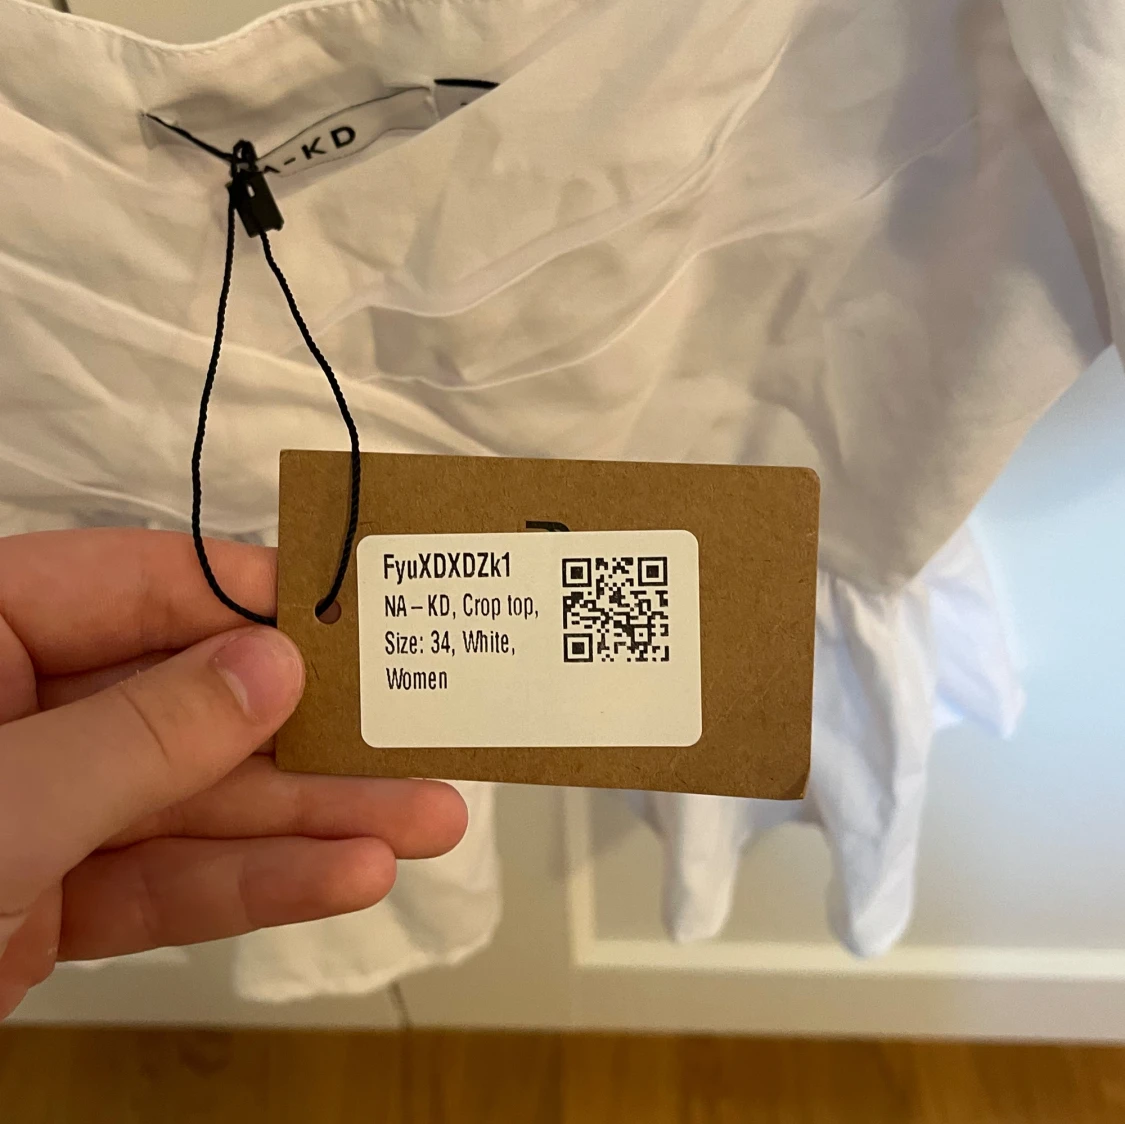 A-KD
FyuXDXDZk1
NA – KD, Crop top,
Size: 34, White,
Women